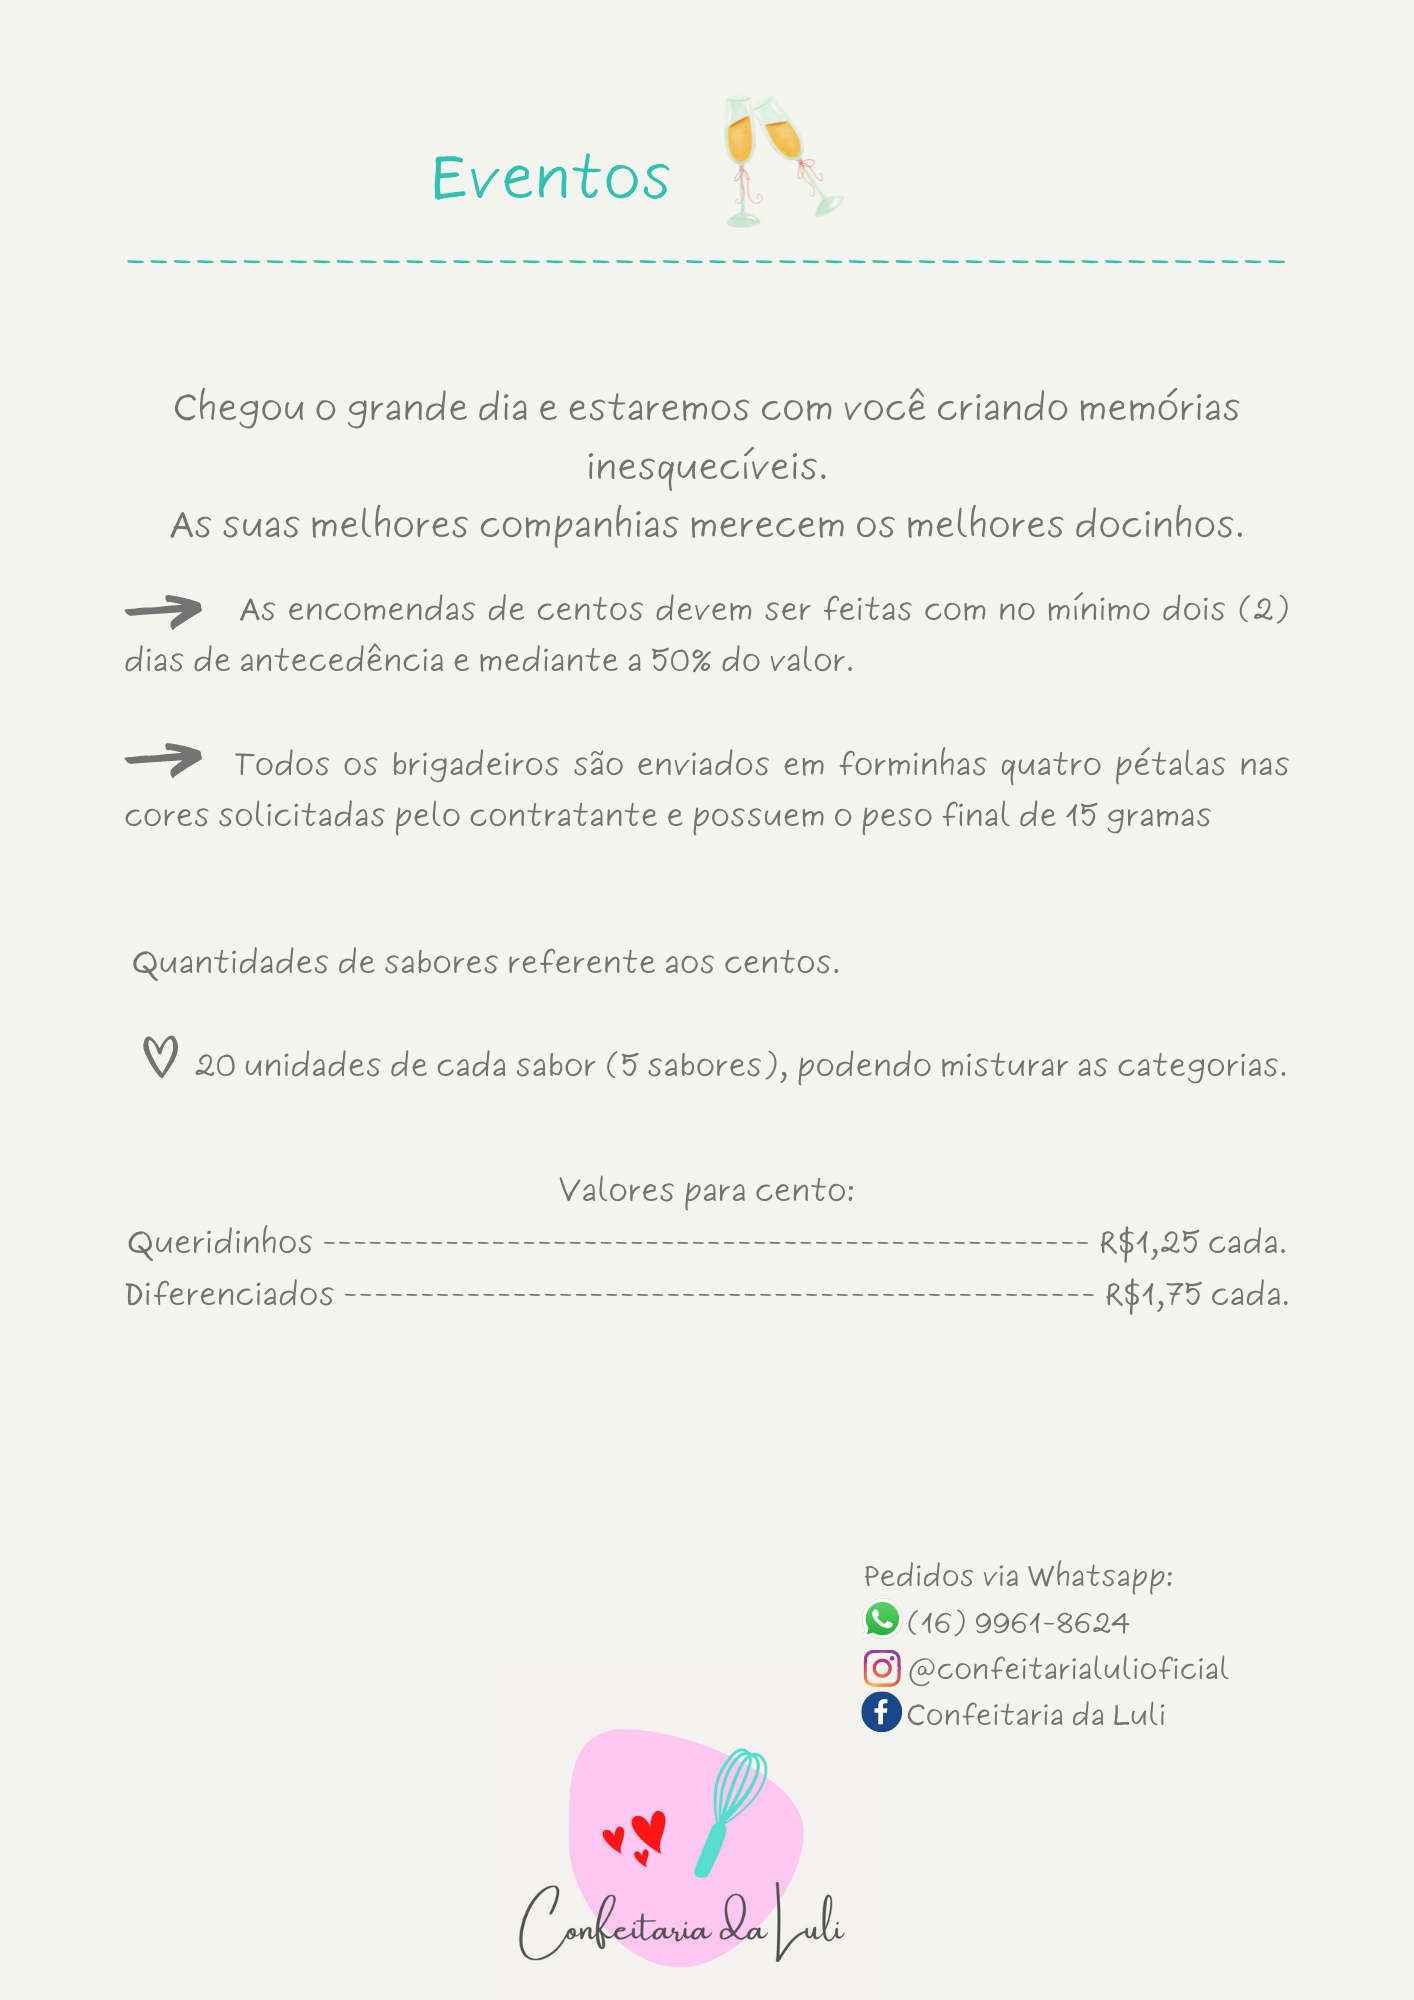 Eventos
Chegou o grande dia e estaremos com você criando memórias
inesquecíveis.
As suas melhores companhias merecem os melhores docinhos.
As encomendas de centos devem ser feitas com no mínimo dois (2)
dias de antecedência e mediante a 50% do valor.
Todos os brigadeiros são enviados em forminhas quatro pétalas nas
cores solicitadas pelo contratante e possuem o peso final de 15 gramas
Quantidades de sabores referente aos centos.
20 unidades de cada sabor (5 sabores), podendo misturar as categorias.
Valores para cento:
Queridinhos -------------------------------------------------- R$1,25 cada.
Diferenciados ------------------------------------------------- R$1,75 cada.
Pedidos via Whatsapp:
(16) 9961-8624
@confeitarialulioficial
Confeitaria da Luli
Confeitaria da Luli